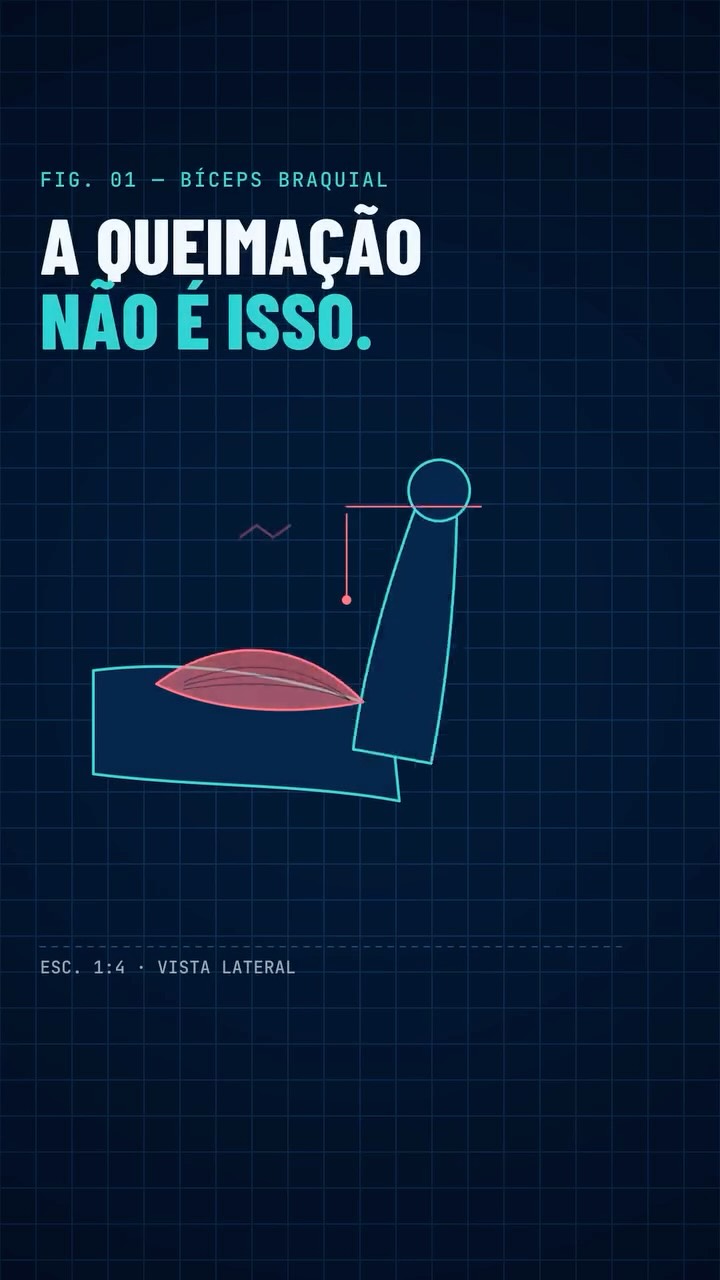 FIG. 01 — BÍCEPS BRAQUIAL
A QUEIMAÇÃO
NÃO É ISSO.
ESC. 1:4 · VISTA LATERAL